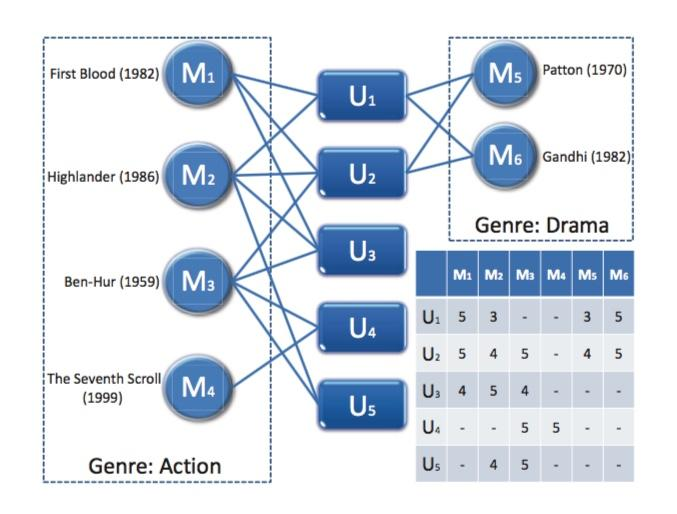 First Blood (1982)
M1
U1
M5
Patton (1970)
Highlander (1986)
M2
U2
M6
Gandhi (1982)
Genre: Drama
Ben-Hur (1959)
M3
U3
The Seventh Scroll
(1999)
M4
U4
U5
Genre: Action
M1 M2 M3 M4 M5 M6
U1 5 3 - - 3 5
U2 5 4 5 - 4 5
U3 4 5 4 - - -
U4 - - 5 5 - -
U5 - 4 5 - - -